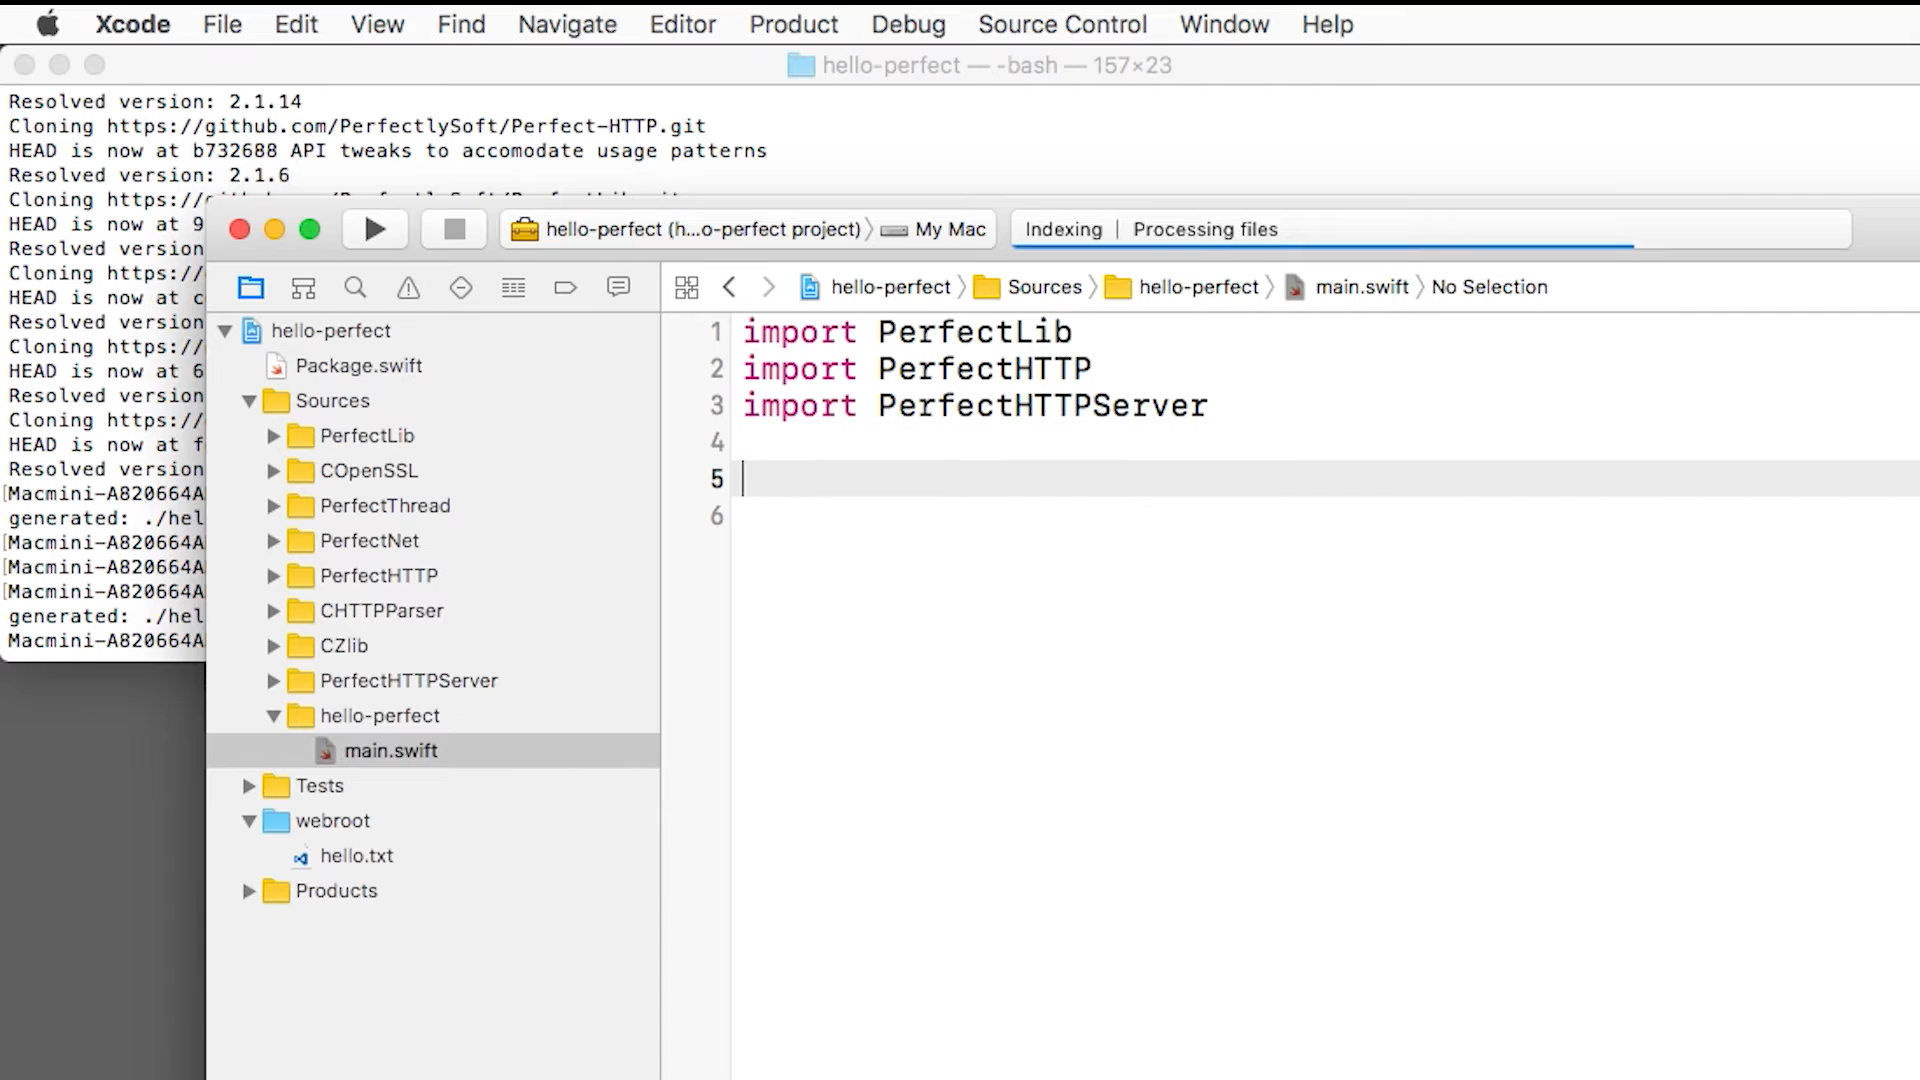 Xcode File Edit View Find Navigate Editor Product Debug Source Control Window Help
hello-perfect — -bash — 157×23
Resolved version: 2.1.14
Cloning https://github.com/PerfectlySoft/Perfect-HTTP.git
HEAD is now at b732688 API tweaks to accomodate usage patterns
Resolved version: 2.1.6
Cloning https://
HEAD is now at 9
Resolved version
Cloning https://
HEAD is now at c
Resolved version
Cloning https://
HEAD is now at 6
Resolved version
Cloning https://
HEAD is now at f
Resolved version
[Macmini-A820664A
generated: ./hel
[Macmini-A820664A
[Macmini-A820664A
[Macmini-A820664A
generated: ./hel
Macmini-A820664A
hello-perfect (h...o-perfect project) My Mac
Indexing | Processing files
hello-perfect Sources hello-perfect main.swift No Selection
hello-perfect
Package.swift
Sources
PerfectLib
COpenSSL
PerfectThread
PerfectNet
PerfectHTTP
CHTTPParser
CZlib
PerfectHTTPServer
hello-perfect
main.swift
Tests
webroot
hello.txt
Products
1 import PerfectLib
2 import PerfectHTTP
3 import PerfectHTTPServer
4
5
6